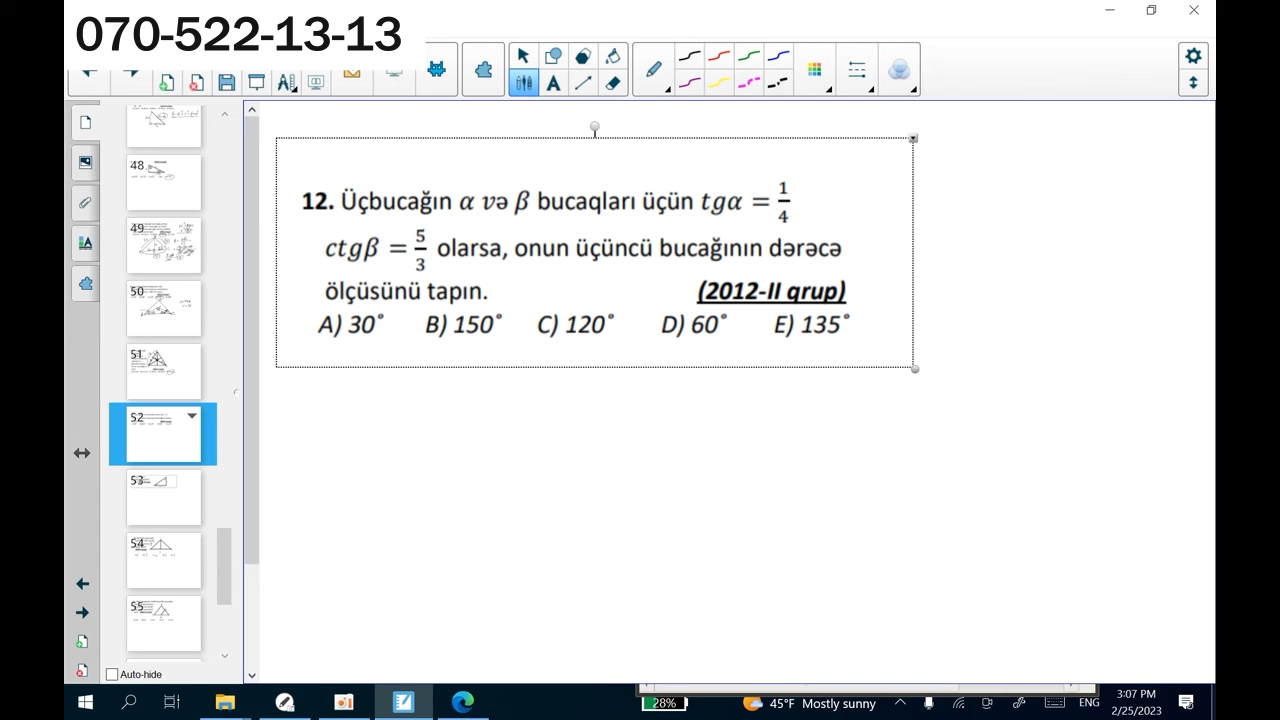 070-522-13-13
48
49
50
51
52
53
54
55
12. Üçbucağın α və β bucaqları üçün tgα = 1/4
ctgβ = 5/3 olarsa, onun üçüncü bucağının dərəcə
ölçüsünü tapın. (2012-II qrup)
A) 30° B) 150° C) 120° D) 60° E) 135°
Auto-hide
28%
45°F Mostly sunny
ENG
3:07 PM
2/25/2023